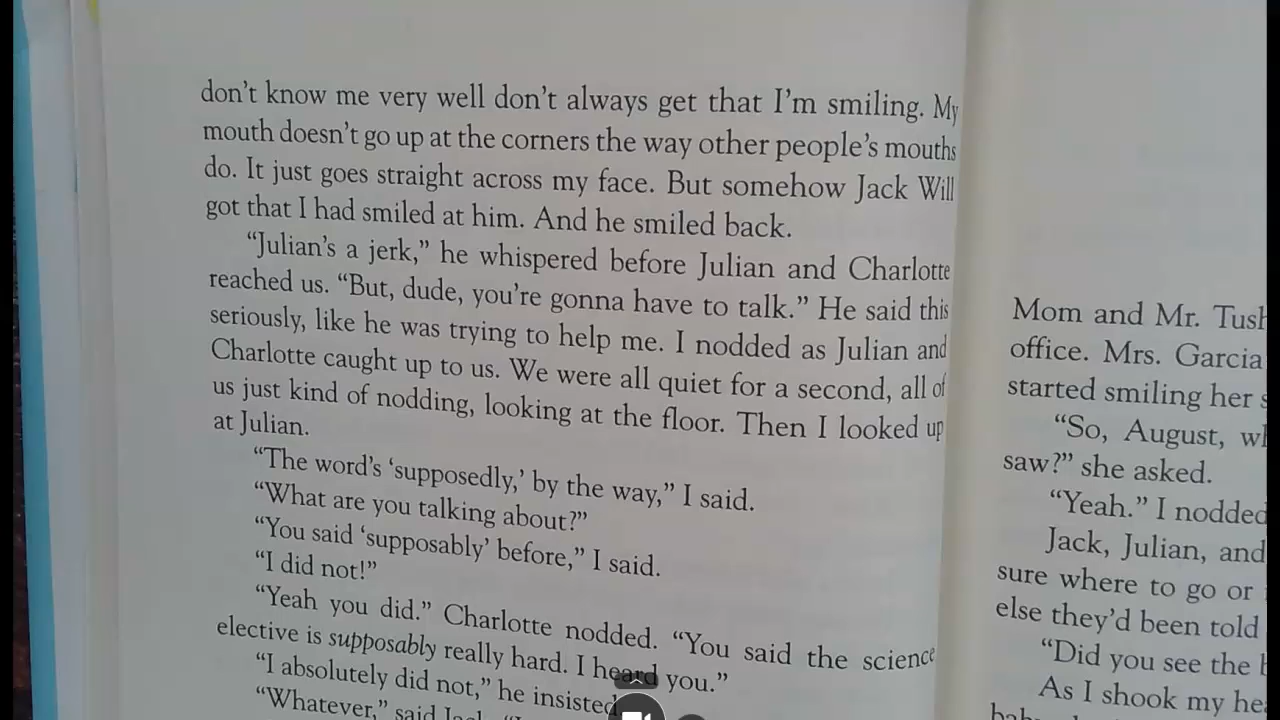 don't know me very well don't always get that I'm smiling. My
mouth doesn't go up at the corners the way other people's mouths
do. It just goes straight across my face. But somehow Jack Will
got that I had smiled at him. And he smiled back.
“Julian's a jerk,” he whispered before Julian and Charlotte
reached us. “But, dude, you're gonna have to talk.” He said this
seriously, like he was trying to help me. I nodded as Julian and
Charlotte caught up to us. We were all quiet for a second, all of
us just kind of nodding, looking at the floor. Then I looked up
at Julian.
“The word's ‘supposedly,’ by the way,” I said.
“What are you talking about?”
“You said ‘supposably’ before,” I said.
“I did not!”
“Yeah you did.” Charlotte nodded. “You said the science
elective is supposably really hard. I heard you.”
“I absolutely did not,” he insisted
“Whatever,” said
Mom and Mr.
office. Mrs. Garcia
started smiling her
“So, August,
saw?” she asked.
“Yeah.” I nodded
Jack, Julian, and
sure where to go or
else they'd been told
“Did you see the
As I shook my